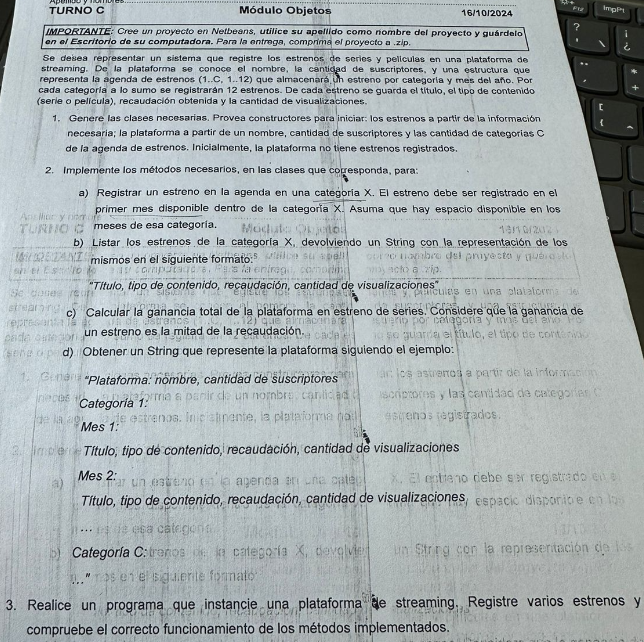 Apellido y nombres
TURNO C Módulo Objetos 16/10/2024
IMPORTANTE: Cree un proyecto en Netbeans, utilice su apellido como nombre del proyecto y guárdelo
en el Escritorio de su computadora. Para la entrega, comprima el proyecto a .zip.
Se desea representar un sistema que registre los estrenos de series y películas en una plataforma de
streaming. De la plataforma se conoce el nombre, la cantidad de suscriptores, y una estructura que
representa la agenda de estrenos (1..C, 1..12) que almacenará un estreno por categoría y mes del año. Por
cada categoría a lo sumo se registrarán 12 estrenos. De cada estreno se guarda el título, el tipo de contenido
(serie o película), recaudación obtenida y la cantidad de visualizaciones.
1. Genere las clases necesarias. Provea constructores para iniciar: los estrenos a partir de la información
necesaria; la plataforma a partir de un nombre, cantidad de suscriptores y las cantidad de categorías C
de la agenda de estrenos. Inicialmente, la plataforma no tiene estrenos registrados.
2. Implemente los métodos necesarios, en las clases que corresponda, para:
a) Registrar un estreno en la agenda en una categoría X. El estreno debe ser registrado en el
primer mes disponible dentro de la categoría X. Asuma que hay espacio disponible en los
meses de esa categoría.
b) Listar los estrenos de la categoría X, devolviendo un String con la representación de los
mismos en el siguiente formato:
"Título, tipo de contenido, recaudación, cantidad de visualizaciones"
c) Calcular la ganancia total de la plataforma en estreno de series. Considere que la ganancia de
un estreno es la mitad de la recaudación.
d) Obtener un String que represente la plataforma siguiendo el ejemplo:
"Plataforma: nombre, cantidad de suscriptores
Categoría 1:
Mes 1:
Título, tipo de contenido, recaudación, cantidad de visualizaciones
Mes 2:
Título, tipo de contenido, recaudación, cantidad de visualizaciones
...
Categoría C:
..."
3. Realice un programa que instancie una plataforma de streaming. Registre varios estrenos y
compruebe el correcto funcionamiento de los métodos implementados.